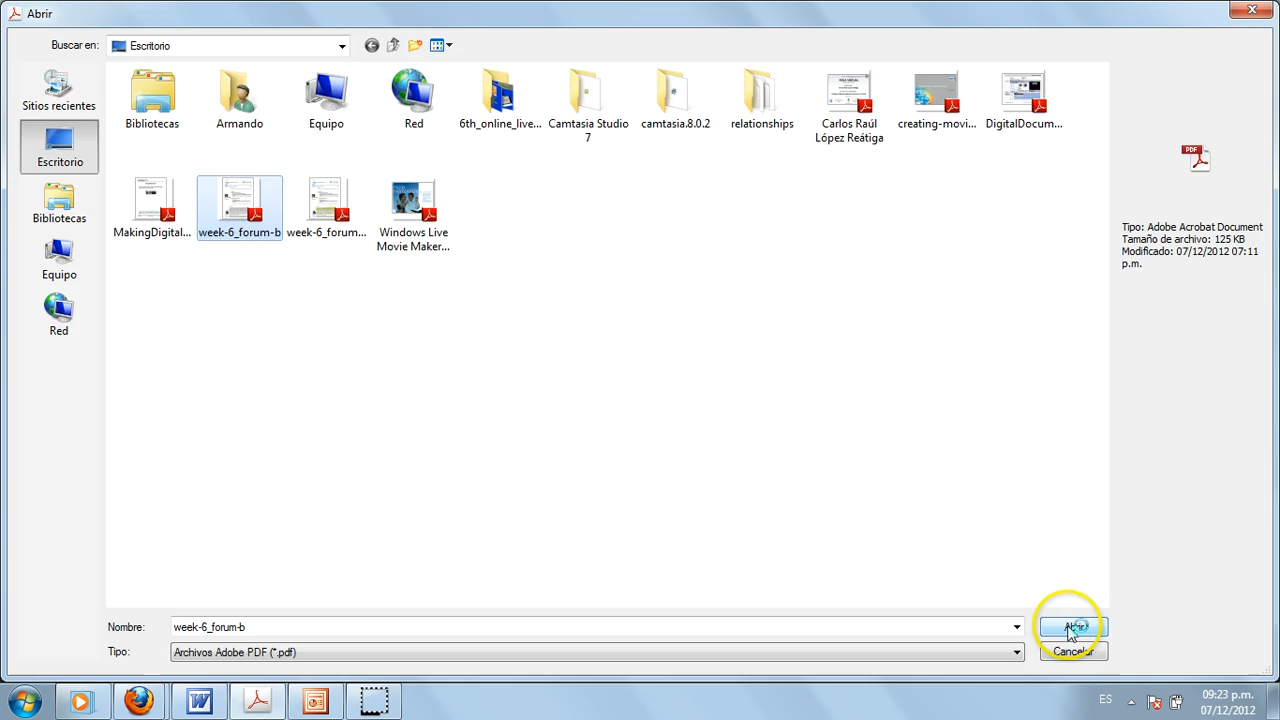 Abrir
Buscar en:
Escritorio
Sitios recientes
Escritorio
Bibliotecas
Equipo
Red
Bibliotecas
Armando
Equipo
Red
6th_online_live...
Camtasia Studio
7
camtasia.8.0.2
relationships
Carlos Raúl
López Reátiga
creating-movi...
DigitalDocum...
MakingDigital...
week-6_forum-b
week-6_forum...
Windows Live
Movie Maker...
PDF
Tipo: Adobe Acrobat Document
Tamaño de archivo: 125 KB
Modificado: 07/12/2012 07:11
p.m.
Nombre:
week-6_forum-b
Abrir
Tipo:
Archivos Adobe PDF (*.pdf)
Cancelar
ES
09:23 p.m.
07/12/2012